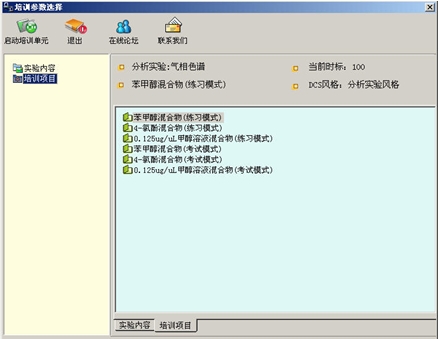 培训参数选择
启动培训单元 退出 在线论坛 联系我们
实验内容
培训项目
分析实验:气相色谱 当前时标: 100
苯甲醇混合物(练习模式) DCS风格: 分析实验风格
苯甲醇混合物(练习模式)
4-氯酚混合物(练习模式)
0.125ug/uL甲醇溶液混合物(练习模式)
苯甲醇混合物(考试模式)
4-氯酚混合物(考试模式)
0.125ug/uL甲醇溶液混合物(考试模式)
实验内容 培训项目